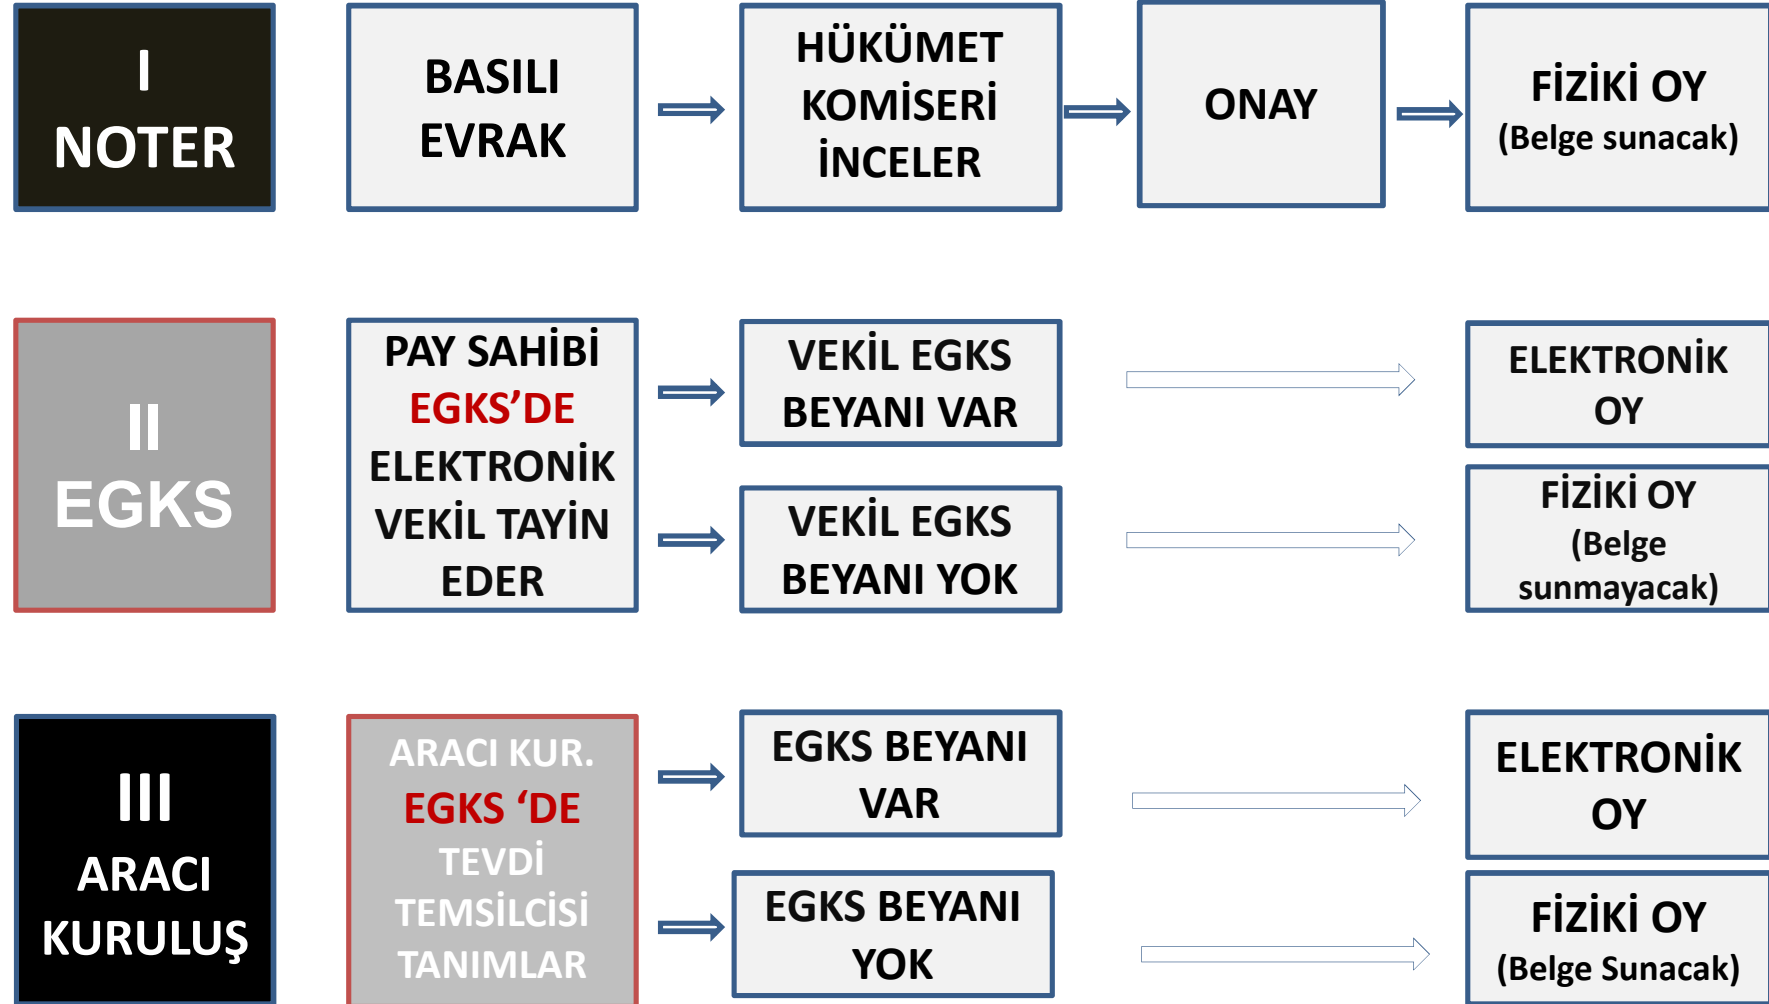 I
NOTER
BASILI
EVRAK
HÜKÜMET
KOMİSERİ
İNCELER
ONAY
FİZİKİ OY
(Belge sunacak)
II
EGKS
PAY SAHİBİ
EGKS’DE
ELEKTRONİK
VEKİL TAYİN
EDER
VEKİL EGKS
BEYANI VAR
ELEKTRONİK
OY
VEKİL EGKS
BEYANI YOK
FİZİKİ OY
(Belge
sunmayacak)
III
ARACI
KURULUŞ
ARACI KUR.
EGKS ‘DE
TEVDİ
TEMSİLCİSİ
TANIMLAR
EGKS BEYANI
VAR
ELEKTRONİK
OY
EGKS BEYANI
YOK
FİZİKİ OY
(Belge Sunacak)